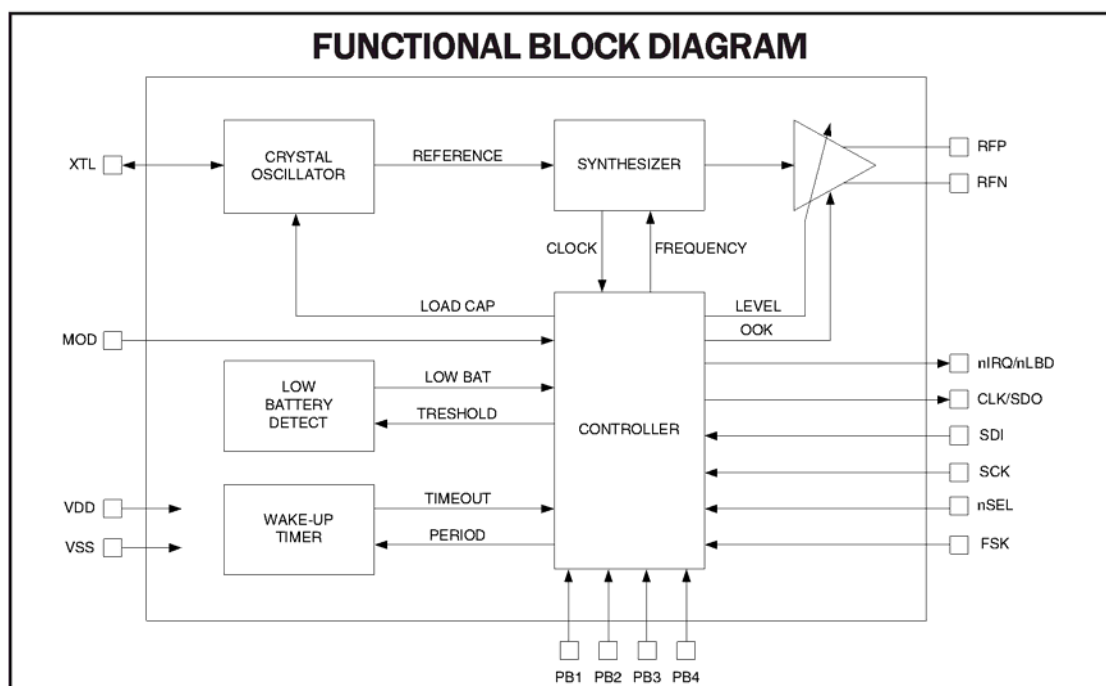 FUNCTIONAL BLOCK DIAGRAM
XTL
CRYSTAL
OSCILLATOR
REFERENCE
SYNTHESIZER
RFP
RFN
CLOCK
FREQUENCY
LOAD CAP
LEVEL
OOK
MOD
LOW
BATTERY
DETECT
LOW BAT
TRESHOLD
CONTROLLER
nIRQ/nLBD
CLK/SDO
SDI
SCK
nSEL
FSK
VDD
VSS
WAKE-UP
TIMER
TIMEOUT
PERIOD
PB1 PB2 PB3 PB4